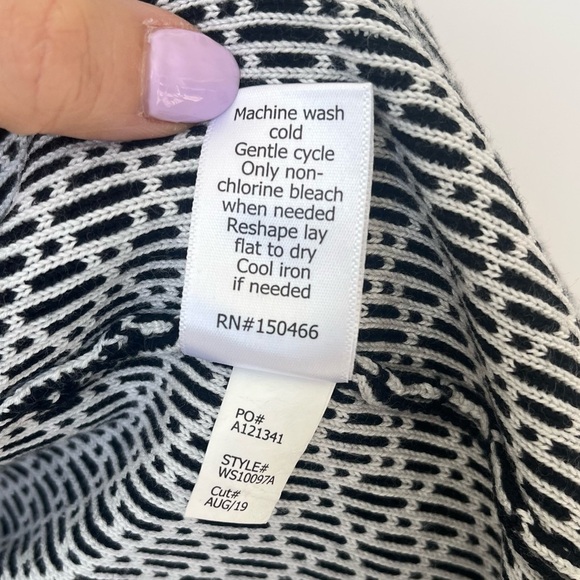 Machine wash
cold
Gentle cycle
Only non-
chlorine bleach
when needed
Reshape lay
flat to dry
Cool iron
if needed
RN#150466
PO#
A121341
STYLE#
WS10097A
Cut#
AUG/19